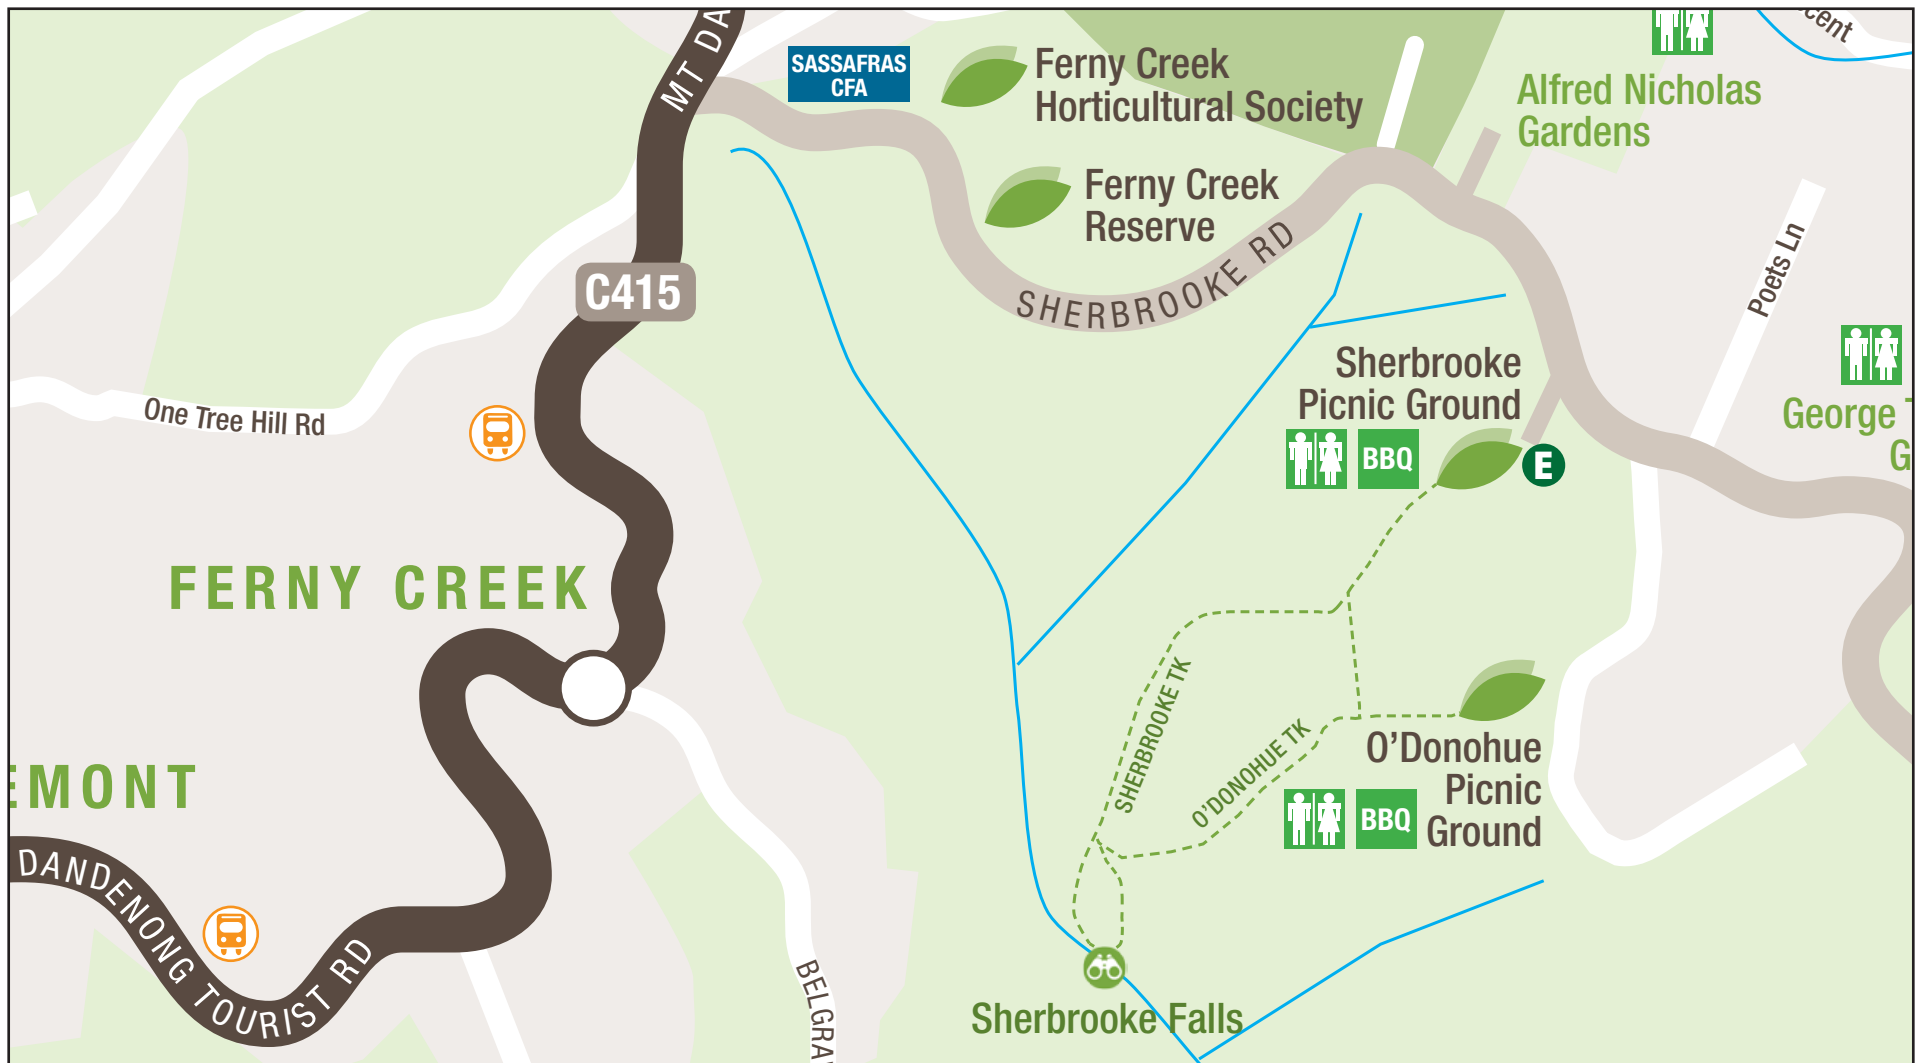 MT DA
SASSAFRAS
CFA
Ferny Creek
Horticultural Society
cent
Alfred Nicholas
Gardens
Ferny Creek
Reserve
SHERBROOKE RD
Poets Ln
C415
One Tree Hill Rd
Sherbrooke
Picnic Ground
BBQ
E
George
G
FERNY CREEK
SHERBROOKE TK
O'DONOHUE TK
O'Donohue
Picnic
Ground
BBQ
EMONT
DANDENONG TOURIST RD
BELGRA
Sherbrooke Falls